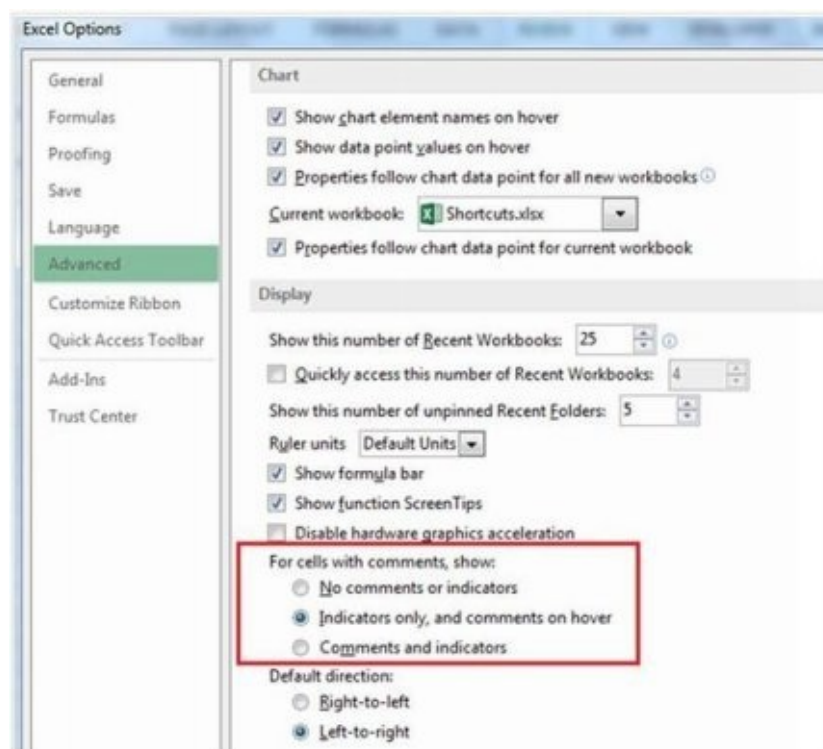 Excel Options
General
Formulas
Proofing
Save
Language
Advanced
Customize Ribbon
Quick Access Toolbar
Add-Ins
Trust Center
Chart
Show chart element names on hover
Show data point values on hover
Properties follow chart data point for all new workbooks
Current workbook: Shortcuts.xlsx
Properties follow chart data point for current workbook
Display
Show this number of Recent Workbooks: 25
Quickly access this number of Recent Workbooks: 4
Show this number of unpinned Recent Folders: 5
Ruler units Default Units
Show formula bar
Show function ScreenTips
Disable hardware graphics acceleration
For cells with comments, show:
No comments or indicators
Indicators only, and comments on hover
Comments and indicators
Default direction:
Right-to-left
Left-to-right